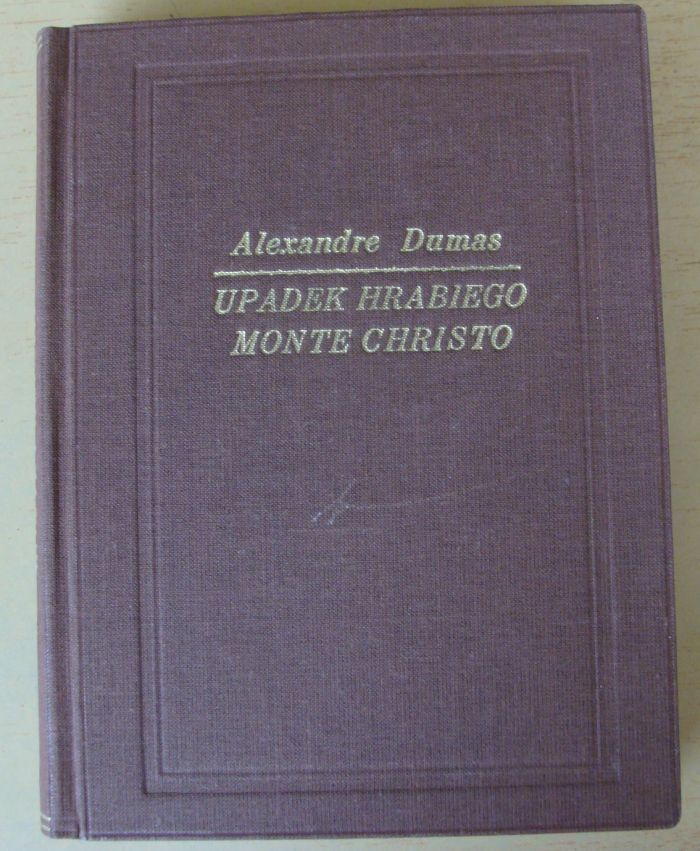 Alexandre Dumas
UPADEK HRABIEGO
MONTE CHRISTO